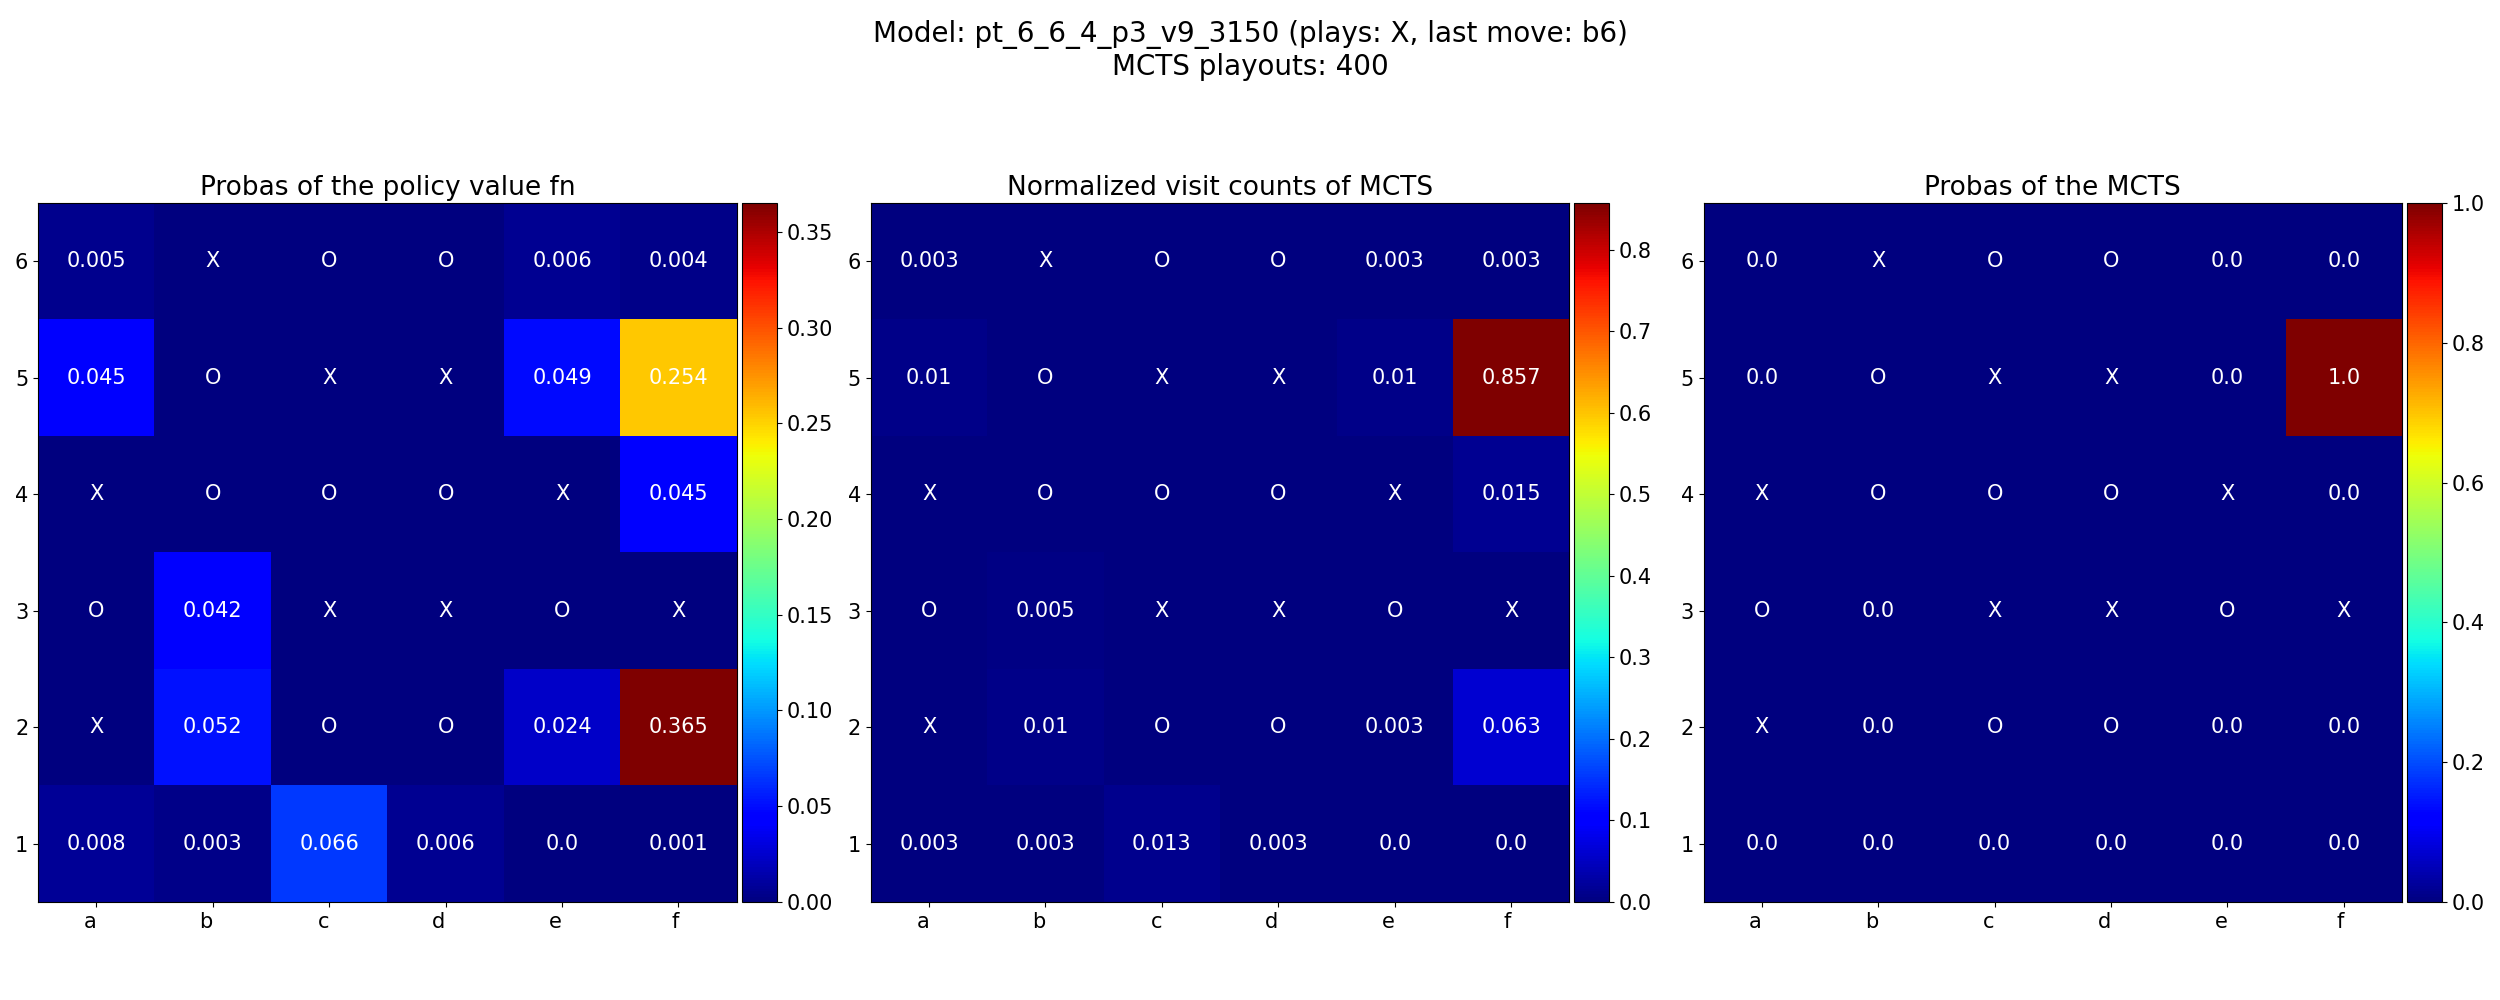 Model: pt_6_6_4_p3_v9_3150 (plays: X, last move: b6)
MCTS playouts: 400
Probas of the policy value fn
6 0.005 X O O 0.006 0.004
5 0.045 O X X 0.049 0.254
4 X O O O X 0.045
3 O 0.042 X X O X
2 X 0.052 O O 0.024 0.365
1 0.008 0.003 0.066 0.006 0.0 0.001
a b c d e f
0.35
0.30
0.25
0.20
0.15
0.10
0.05
0.00
Normalized visit counts of MCTS
6 0.003 X O O 0.003 0.003
5 0.01 O X X 0.01 0.857
4 X O O O X 0.015
3 O 0.005 X X O X
2 X 0.01 O O 0.003 0.063
1 0.003 0.003 0.013 0.003 0.0 0.0
a b c d e f
0.8
0.7
0.6
0.5
0.4
0.3
0.2
0.1
0.0
Probas of the MCTS
6 0.0 X O O 0.0 0.0
5 0.0 O X X 0.0 1.0
4 X O O O X 0.0
3 O 0.0 X X O X
2 X 0.0 O O 0.0 0.0
1 0.0 0.0 0.0 0.0 0.0 0.0
a b c d e f
1.0
0.8
0.6
0.4
0.2
0.0